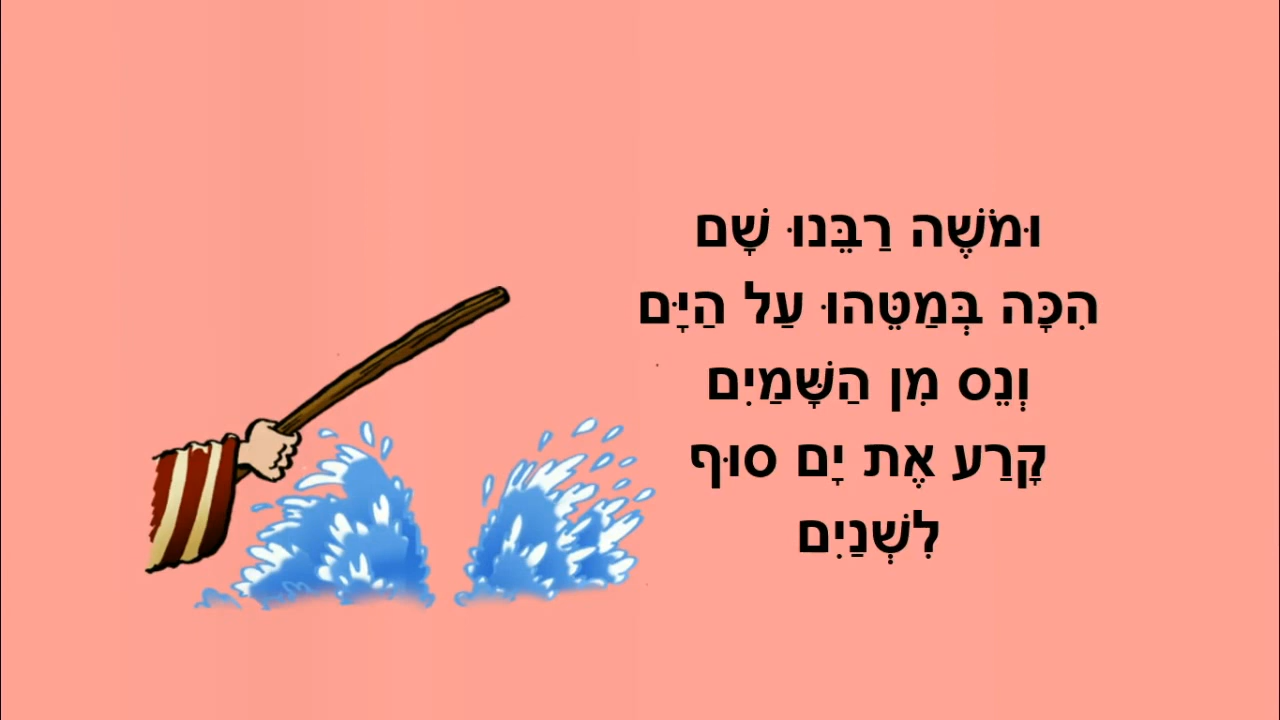 וּמֹשֶׁה רַבֵּנוּ שָׁם
הִכָּה בְּמַטֵּהוּ עַל הַיָּם
וְנֵס מִן הַשָּׁמַיִם
קָרַע אֶת יָם סוּף
לִשְׁנַיִם